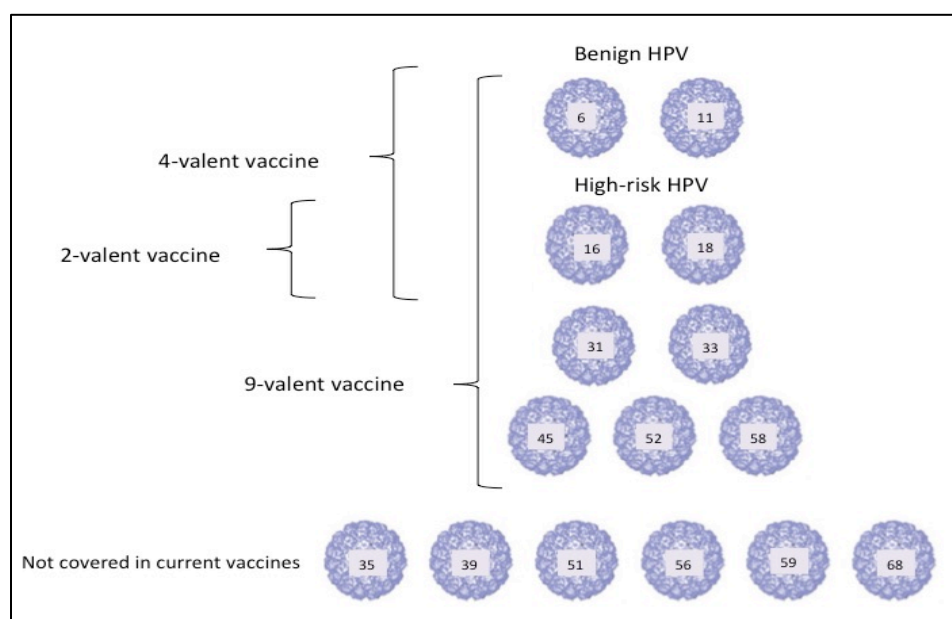 Benign HPV
6 11
4-valent vaccine
High-risk HPV
16 18
2-valent vaccine
31 33
9-valent vaccine
45 52 58
Not covered in current vaccines 35 39 51 56 59 68